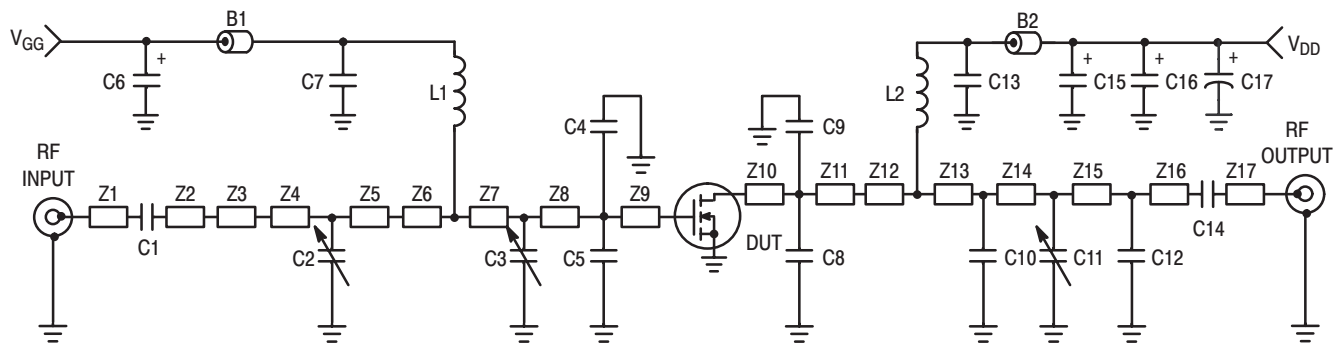 B1
B2
V_GG
V_DD
C6
+
C7
L1
C4
C9
L2
C13
+
C15
+
C16
+
C17
RF
INPUT
RF
OUTPUT
Z1
Z2
Z3
Z4
Z5
Z6
Z7
Z8
Z9
Z10
Z11
Z12
Z13
Z14
Z15
Z16
Z17
C1
C2
C3
C5
DUT
C8
C10
C11
C12
C14